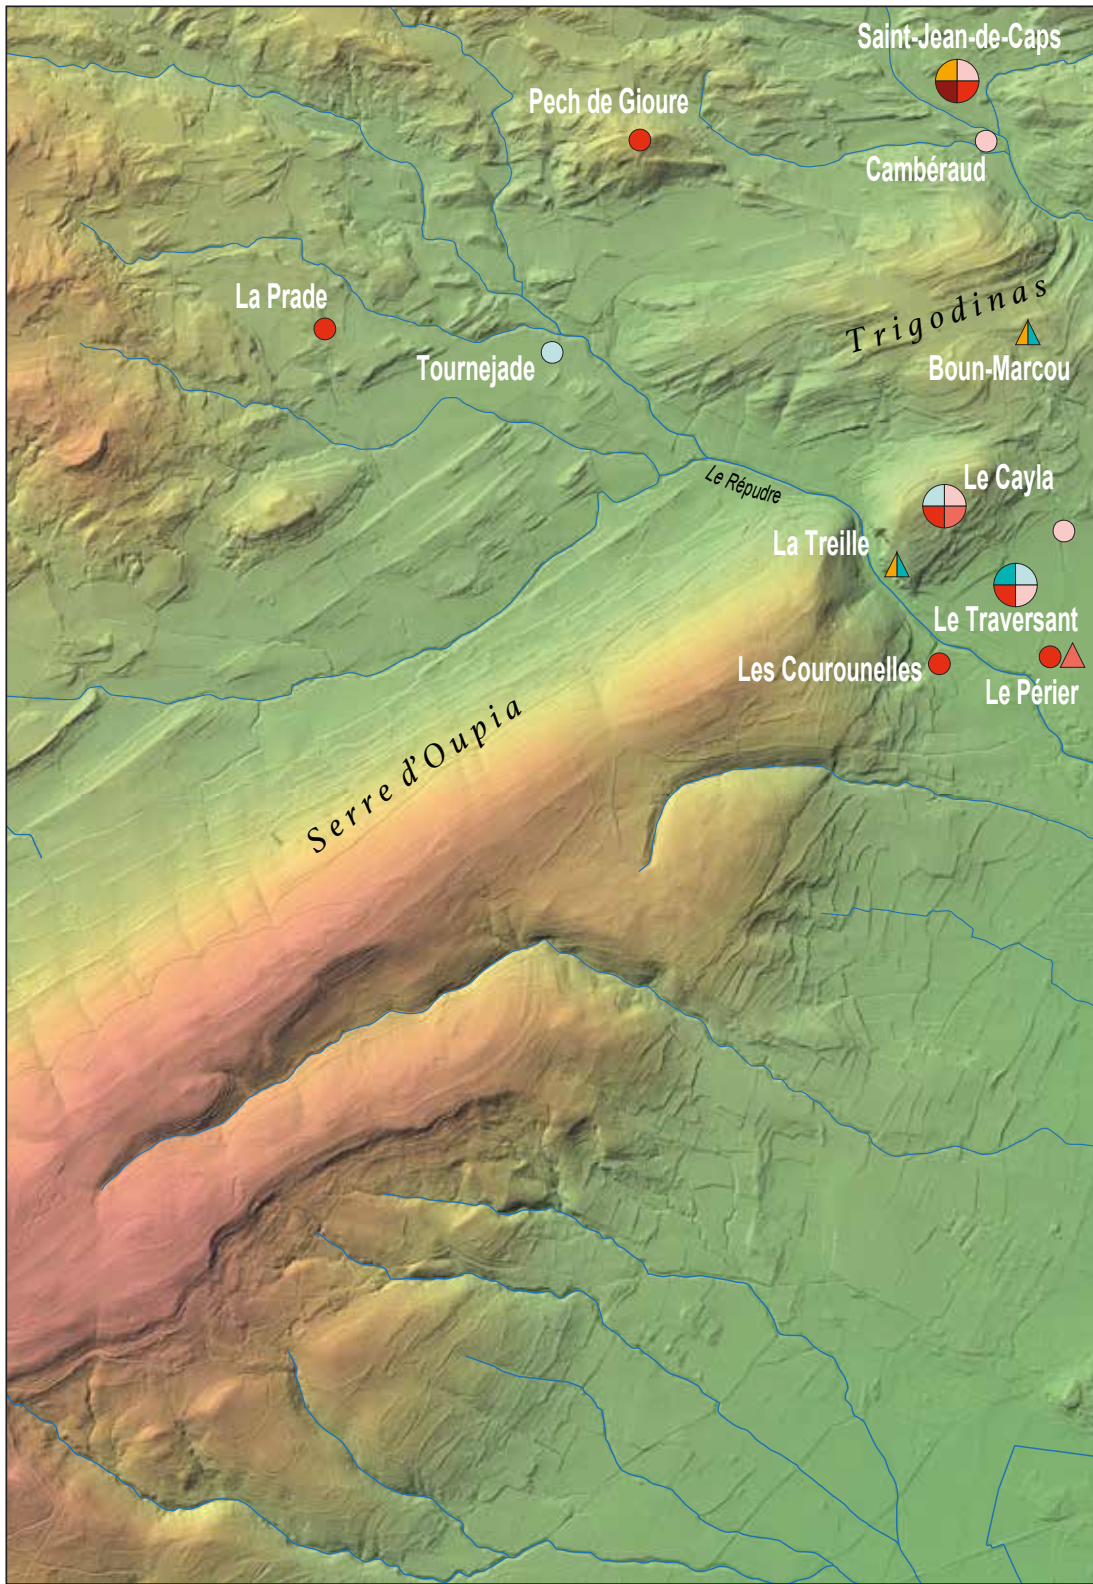 Saint-Jean-de-Caps
Pech de Gioure
Cambéraud
La Prade
Trigodinas
Tournejade
Boun-Marcou
Le Répudre
Le Cayla
La Treille
Le Traversant
Les Courounelles
Le Périer
Serre d'Oupia